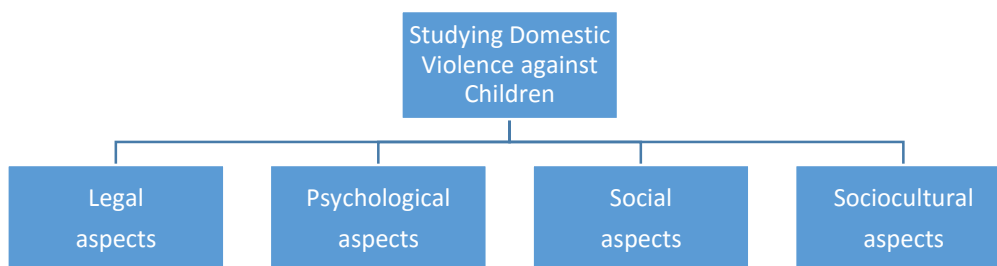 Studying Domestic
Violence against
Children
Legal
aspects
Psychological
aspects
Social
aspects
Sociocultural
aspects